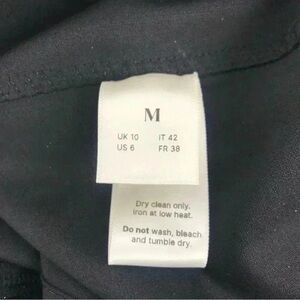 M
UK 10 IT 42
US 6 FR 38
Dry clean only.
Iron at low heat.
Do not wash, bleach
and tumble dry.